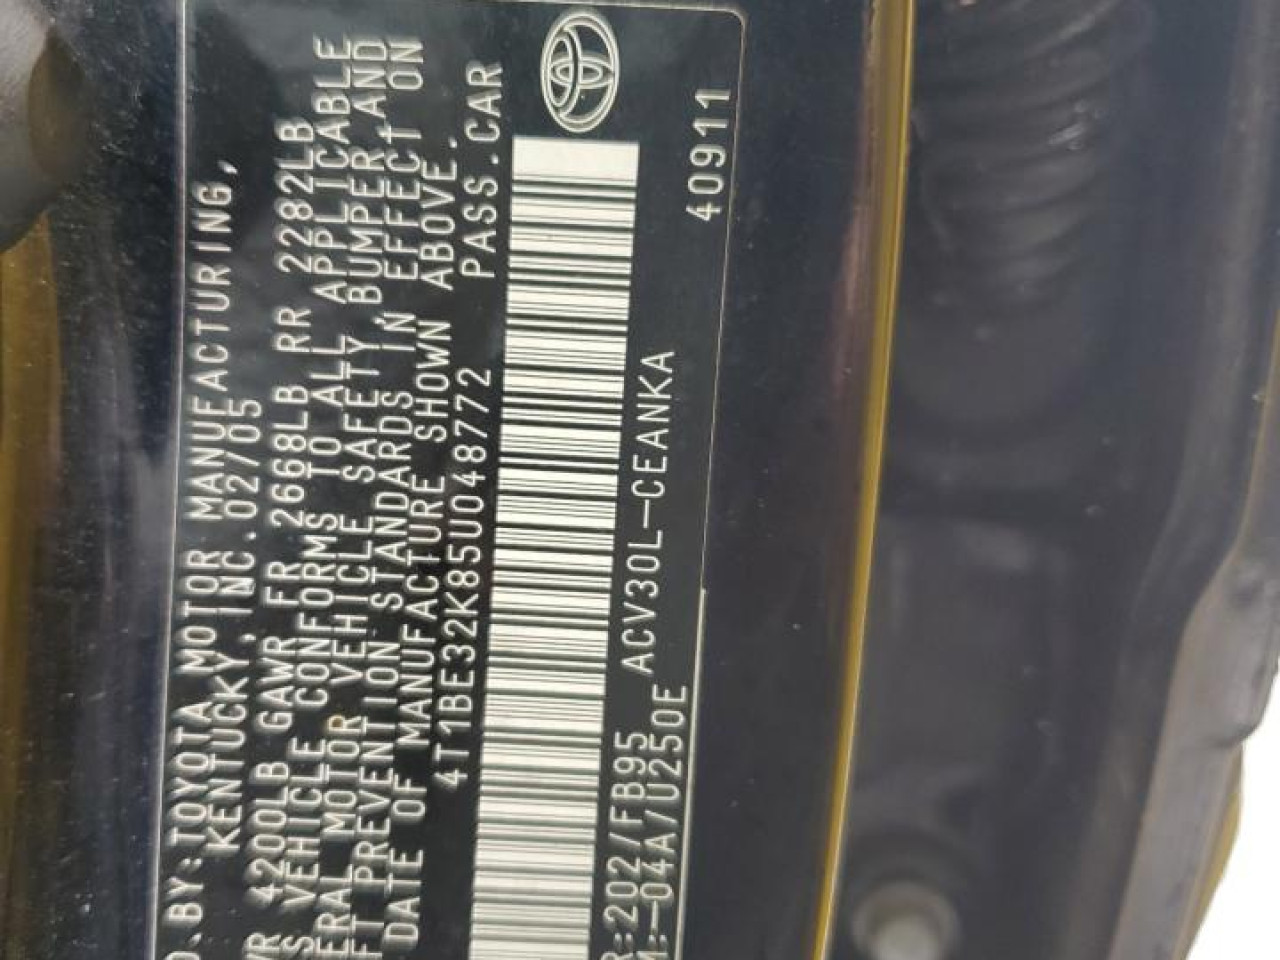 D.BY:TOYOTA MOTOR MANUFACTURING,
KENTUCKY,INC.02/05
WR 4200LB GAWR FR 2668LB RR 2282LB
S VEHICLE CONFORMS TO ALL APPLICABLE
ERAL MOTOR VEHICLE SAFETY,BUMPER,AND
FT PREVENTION STANDARDS IN EFFECT ON
DATE OF MANUFACTURE SHOWN ABOVE.
4T1BE32K85U048772 PASS.CAR
R:202/FB95 ACV30L-CEANKA
M:-04A/U250E 40911